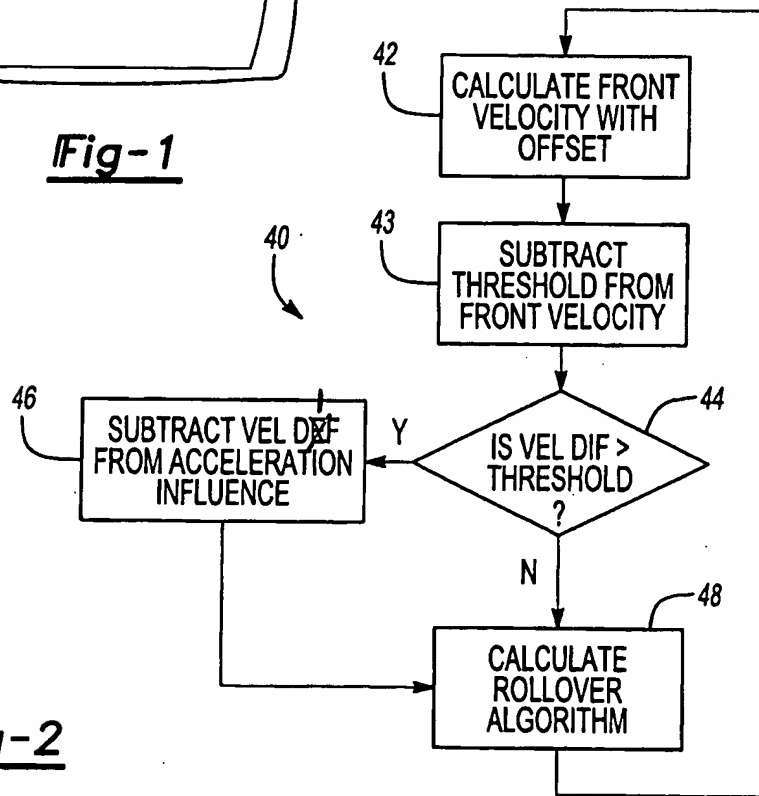 42
CALCULATE FRONT
VELOCITY WITH
OFFSET
Fig-1
40
43
SUBTRACT
THRESHOLD FROM
FRONT VELOCITY
46
SUBTRACT VEL DIF
FROM ACCELERATION
INFLUENCE
Y
44
IS VEL DIF >
THRESHOLD
?
N
48
CALCULATE
ROLLOVER
ALGORITHM
-2